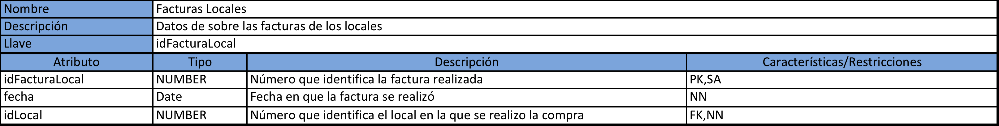 Nombre Facturas Locales
Descripción Datos de sobre las facturas de los locales
Llave idFacturaLocal
Atributo Tipo Descripción Características/Restricciones
idFacturaLocal NUMBER Número que identifica la factura realizada PK,SA
fecha Date Fecha en que la factura se realizó NN
idLocal NUMBER Número que identifica el local en la que se realizo la compra FK,NN